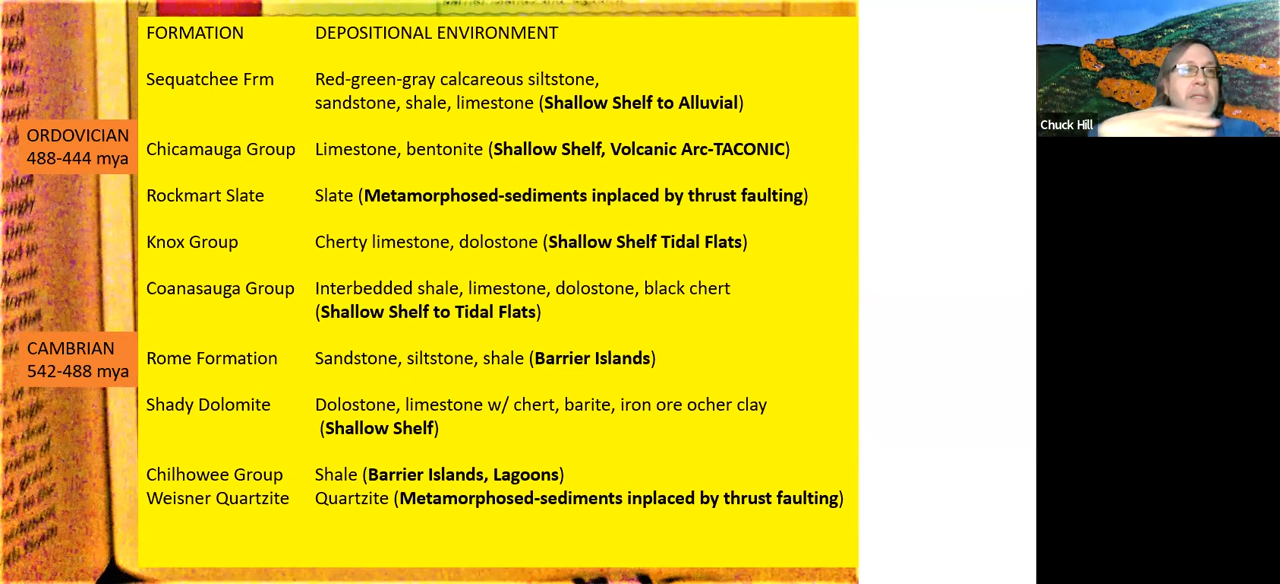 FORMATION DEPOSITIONAL ENVIRONMENT
Sequatchee Frm Red-green-gray calcareous siltstone,
sandstone, shale, limestone (Shallow Shelf to Alluvial)
ORDOVICIAN
488-444 mya
Chicamauga Group Limestone, bentonite (Shallow Shelf, Volcanic Arc-TACONIC)
Rockmart Slate Slate (Metamorphosed-sediments inplaced by thrust faulting)
Knox Group Cherty limestone, dolostone (Shallow Shelf Tidal Flats)
Coanasauga Group Interbedded shale, limestone, dolostone, black chert
(Shallow Shelf to Tidal Flats)
CAMBRIAN
542-488 mya
Rome Formation Sandstone, siltstone, shale (Barrier Islands)
Shady Dolomite Dolostone, limestone w/ chert, barite, iron ore ocher clay
(Shallow Shelf)
Chilhowee Group Shale (Barrier Islands, Lagoons)
Weisner Quartzite Quartzite (Metamorphosed-sediments inplaced by thrust faulting)
Chuck Hill